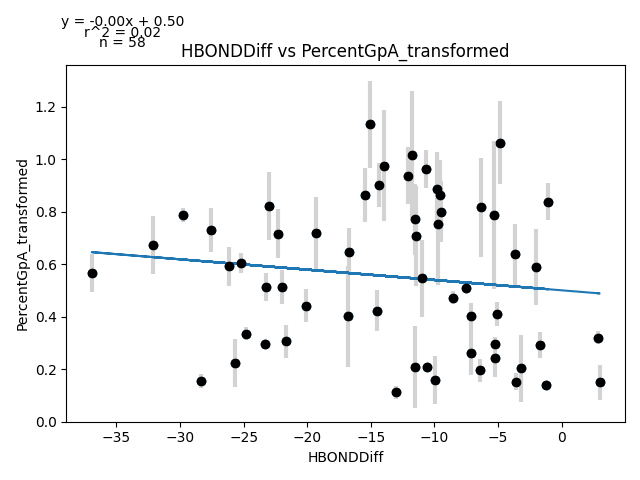 y = -0.00x + 0.50
r^2 = 0.02
n = 58
HBONDDiff vs PercentGpA_transformed
1.2
1.0
0.8
0.6
0.4
0.2
0.0
PercentGpA_transformed
−35
−30
−25
−20
−15
−10
−5
0
HBONDDiff